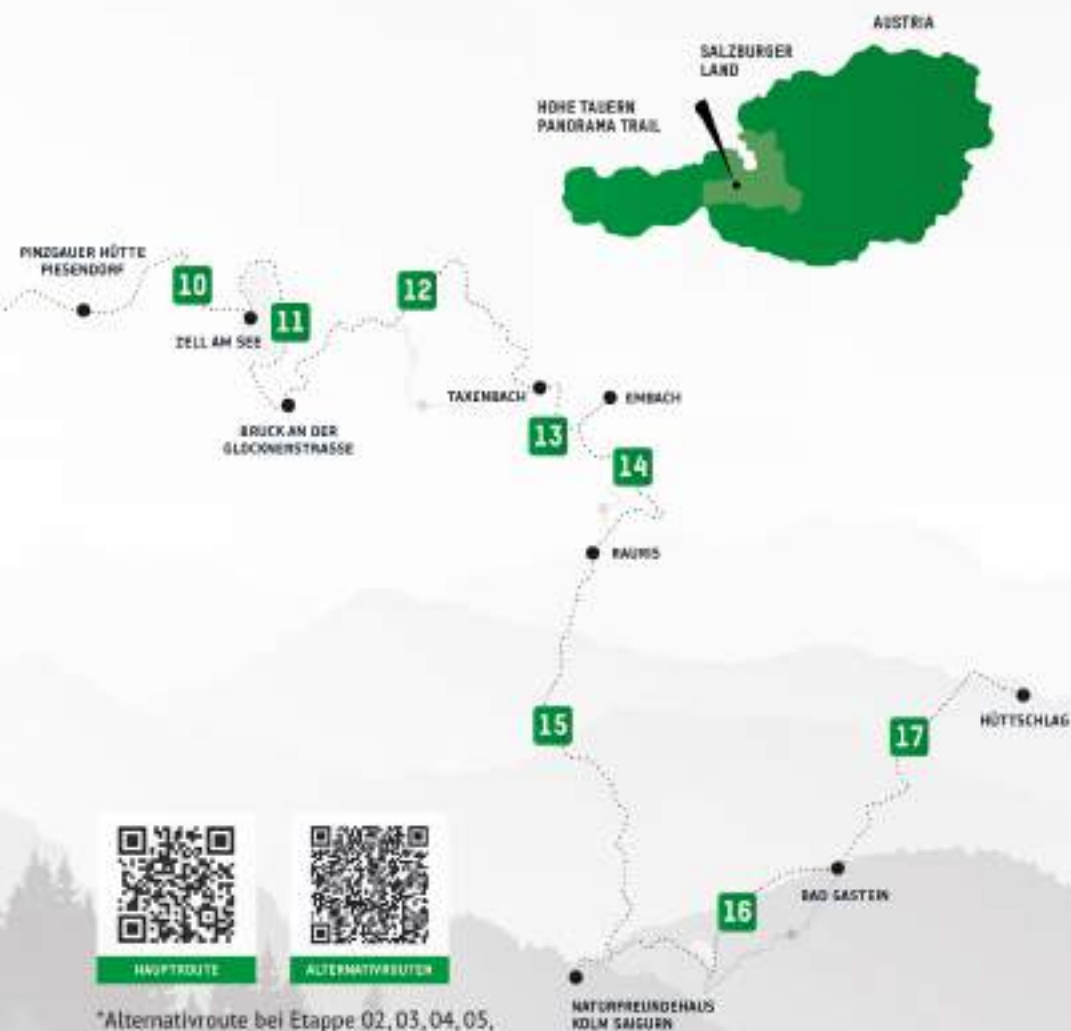 AUSTRIA
SALZBURGER
LAND
HOHE TAUERN
PANORAMA TRAIL
PINZGAUER HÜTTE
PIESENDORF
10
ZELL AM SEE
11
12
BRUCK AN DER
GLOCKNERSTRASSE
TAXENBACH
EMBACH
13
14
RAURIS
15
HÜTTSCHLAG
17
BAD GASTEIN
16
NATURFREUNDEHAUS
KOLM SAIGURN
HAUPTROUTE
ALTERNATIVROUTEN
*Alternativroute bei Etappe 02, 03, 04, 05,